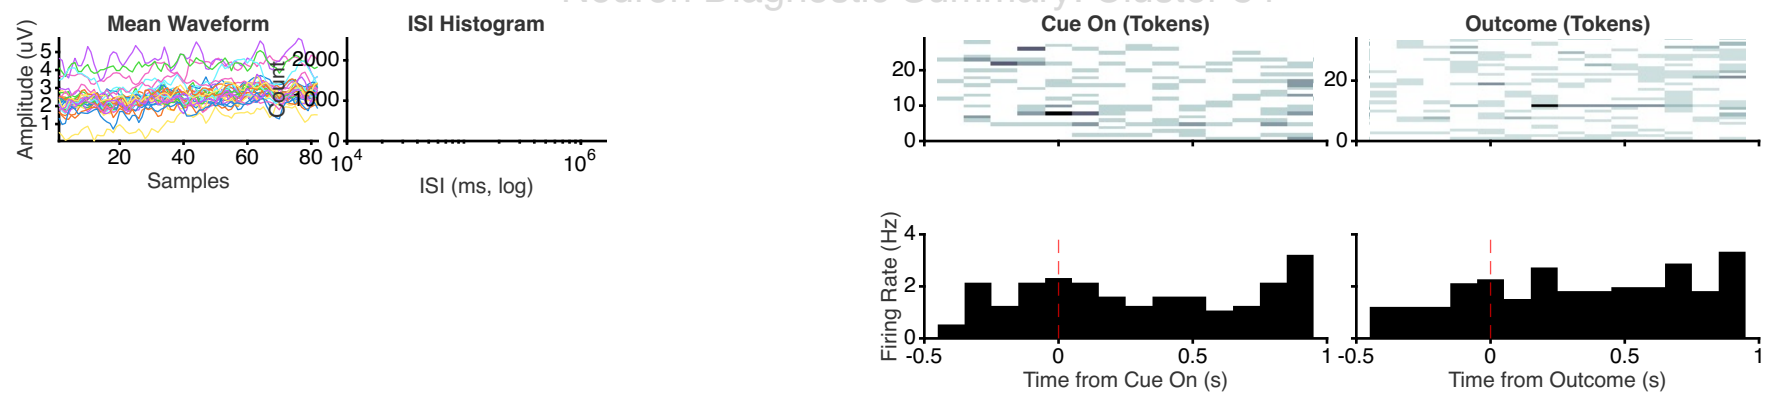 Mean Waveform
ISI Histogram
Cue On (Tokens)
Outcome (Tokens)
Amplitude (uV)
5
4
3
2
1
20
40
60
80
Samples
Count
2000
1000
0
10^4
10^6
ISI (ms, log)
20
10
0
20
0
Firing Rate (Hz)
4
2
0
-0.5
0
0.5
1
Time from Cue On (s)
-0.5
0
0.5
1
Time from Outcome (s)